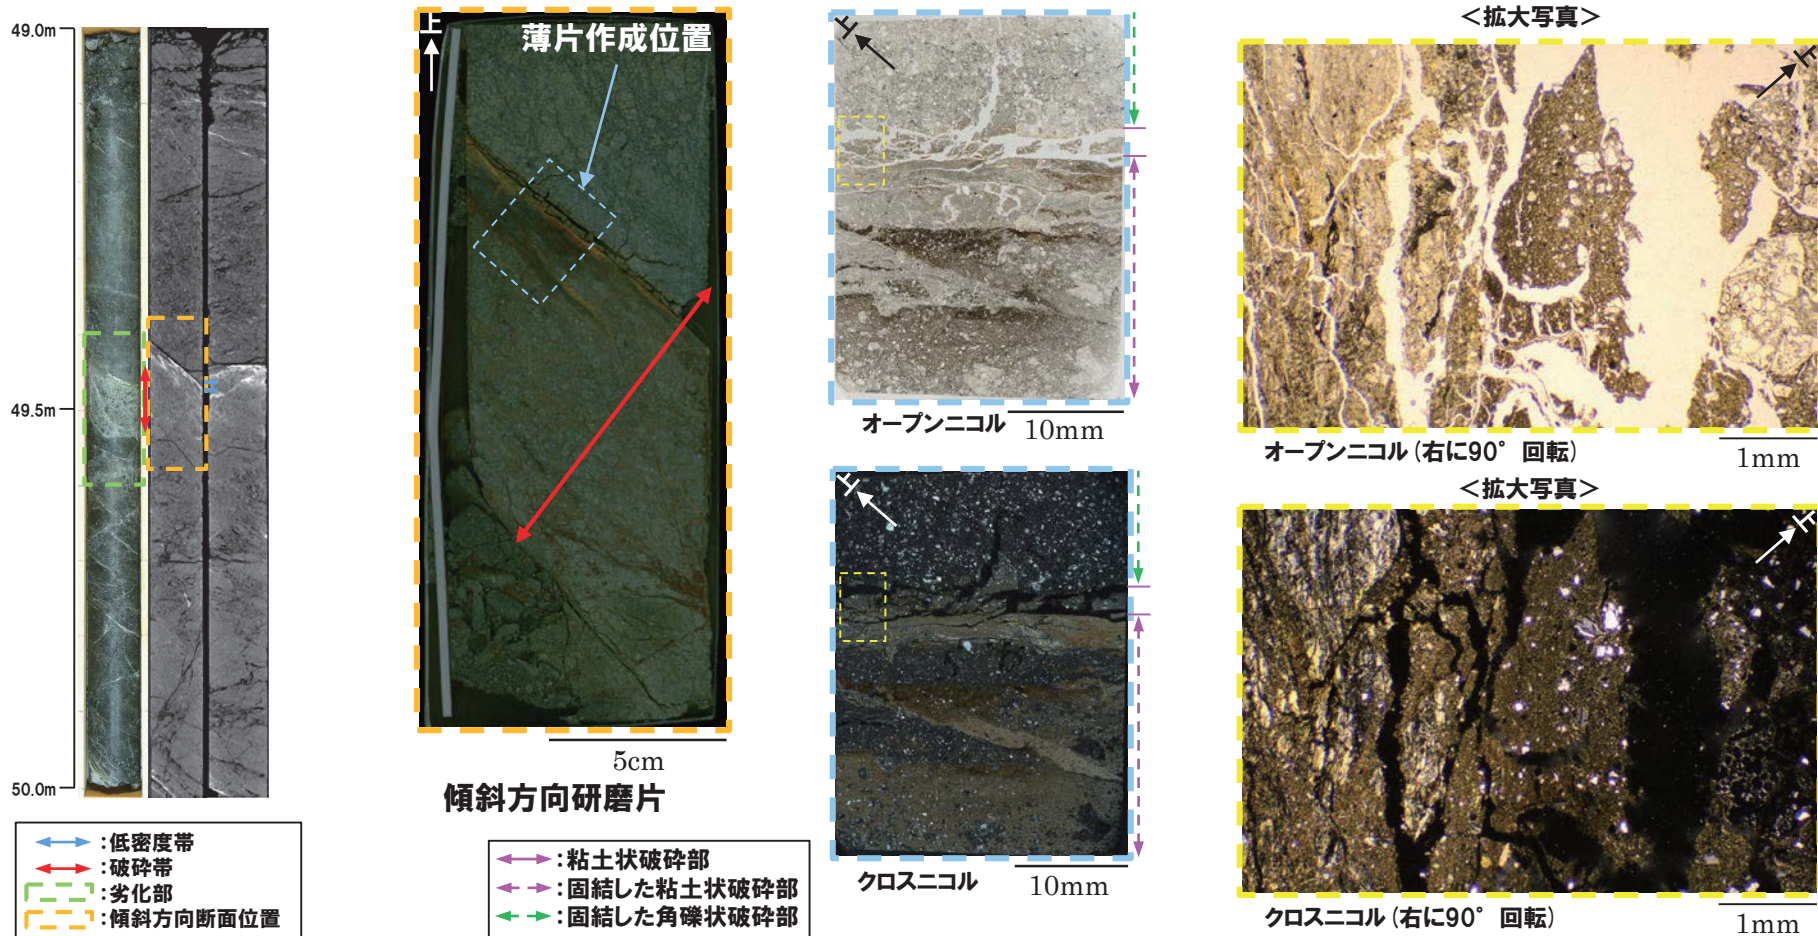 49.0m
49.5m
50.0m
:低密度帯
:破砕帯
:劣化部
:傾斜方向断面位置
上
薄片作成位置
5cm
傾斜方向研磨片
:粘土状破砕部
:固結した粘土状破砕部
:固結した角礫状破砕部
上
オープンニコル
10mm
上
クロスニコル
10mm
<拡大写真>
上
オープンニコル (右に90° 回転)
1mm
<拡大写真>
上
クロスニコル (右に90° 回転)
1mm